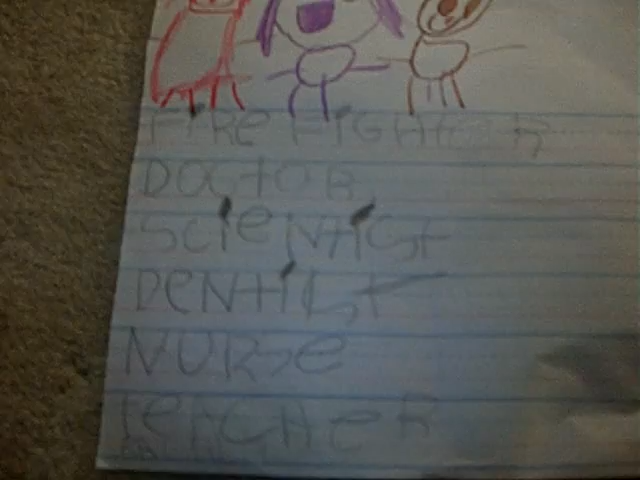 FiRe FiGHteR
DOCtOR
SCieNtiSt
DeNtiSt
NURSe
teACHeR